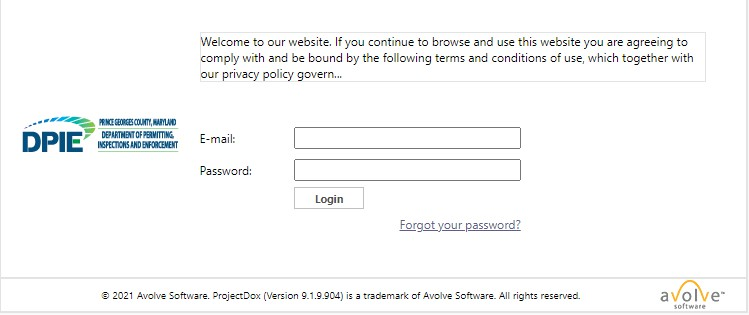 Welcome to our website. If you continue to browse and use this website you are agreeing to
comply with and be bound by the following terms and conditions of use, which together with
our privacy policy govern...
DPIE
PRINCE GEORGES COUNTY, MARYLAND
DEPARTMENT OF PERMITTING,
INSPECTIONS AND ENFORCEMENT
E-mail:
Password:
Login
Forgot your password?
© 2021 Avolve Software. ProjectDox (Version 9.1.9.904) is a trademark of Avolve Software. All rights reserved.
avolve™
software